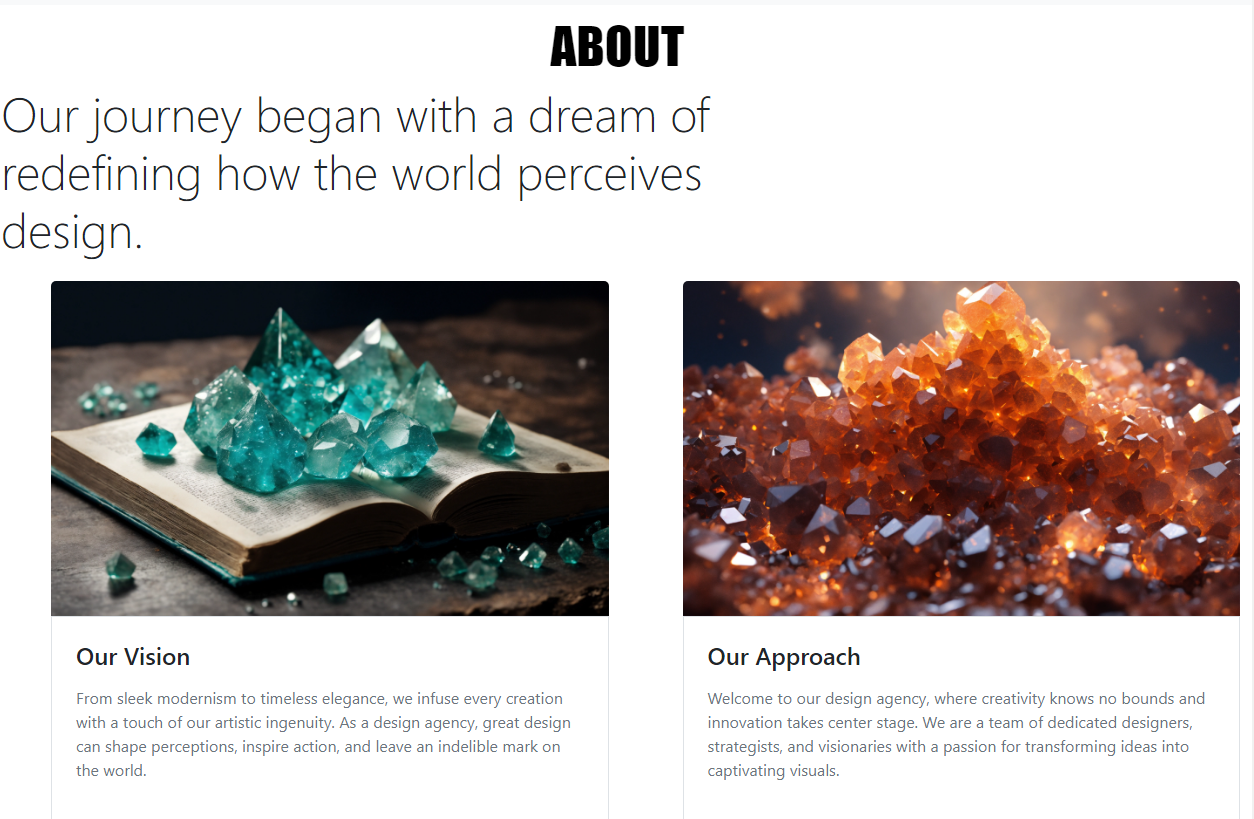 ABOUT
Our journey began with a dream of
redefining how the world perceives
design.
Our Vision
From sleek modernism to timeless elegance, we infuse every creation
with a touch of our artistic ingenuity. As a design agency, great design
can shape perceptions, inspire action, and leave an indelible mark on
the world.
Our Approach
Welcome to our design agency, where creativity knows no bounds and
innovation takes center stage. We are a team of dedicated designers,
strategists, and visionaries with a passion for transforming ideas into
captivating visuals.